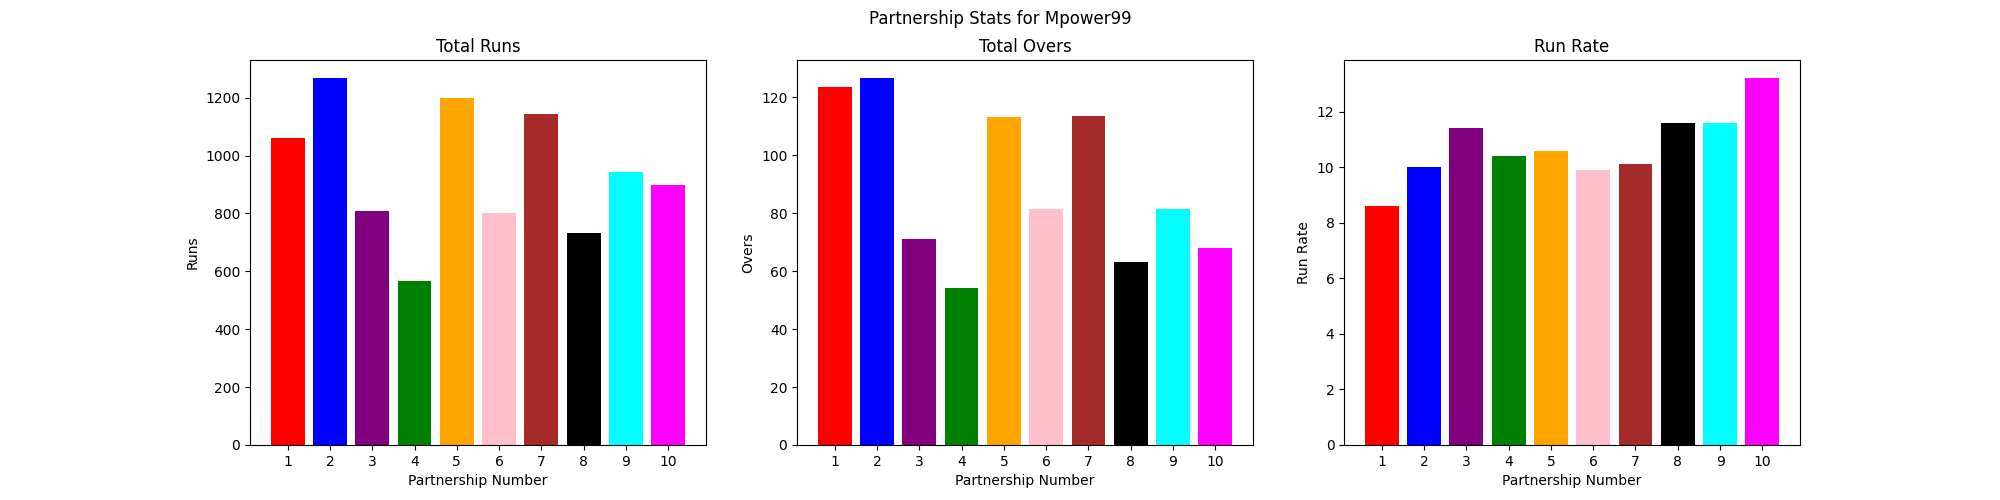 Partnership Stats for Mpower99
Total Runs
Runs
1200
1000
800
600
400
200
0
1 2 3 4 5 6 7 8 9 10
Partnership Number
Total Overs
Overs
120
100
80
60
40
20
0
1 2 3 4 5 6 7 8 9 10
Partnership Number
Run Rate
Run Rate
12
10
8
6
4
2
0
1 2 3 4 5 6 7 8 9 10
Partnership Number